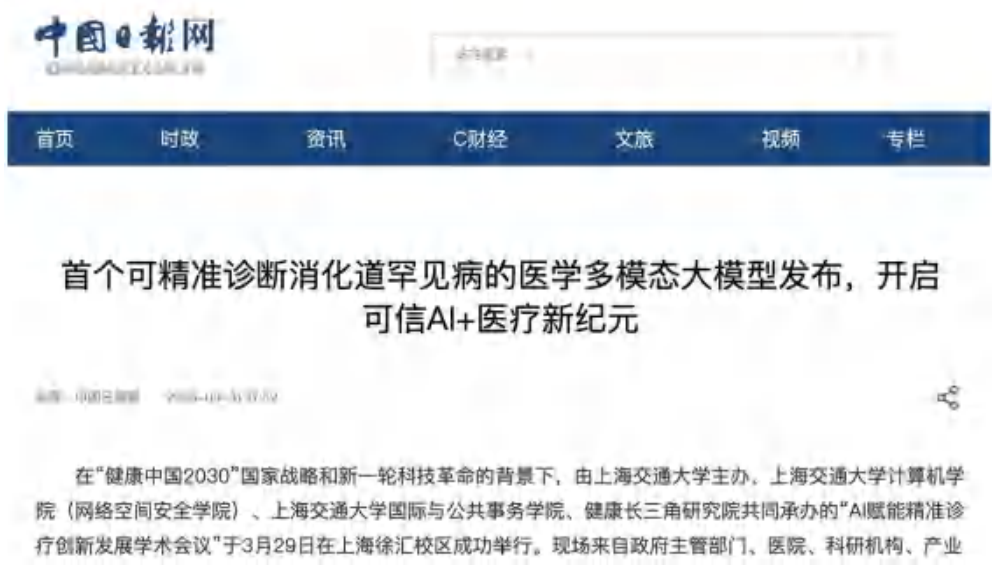 中国日报网
首页 时政 资讯 C财经 文旅 视频 专栏
首个可精准诊断消化道罕见病的医学多模态大模型发布，开启
可信AI+医疗新纪元
在“健康中国2030”国家战略和新一轮科技革命的背景下，由上海交通大学主办、上海交通大学计算机学
院（网络空间安全学院）、上海交通大学国际与公共事务学院、健康长三角研究院共同承办的“AI赋能精准诊
疗创新发展学术会议”于3月29日在上海徐汇校区成功举行。现场来自政府主管部门、医院、科研机构、产业